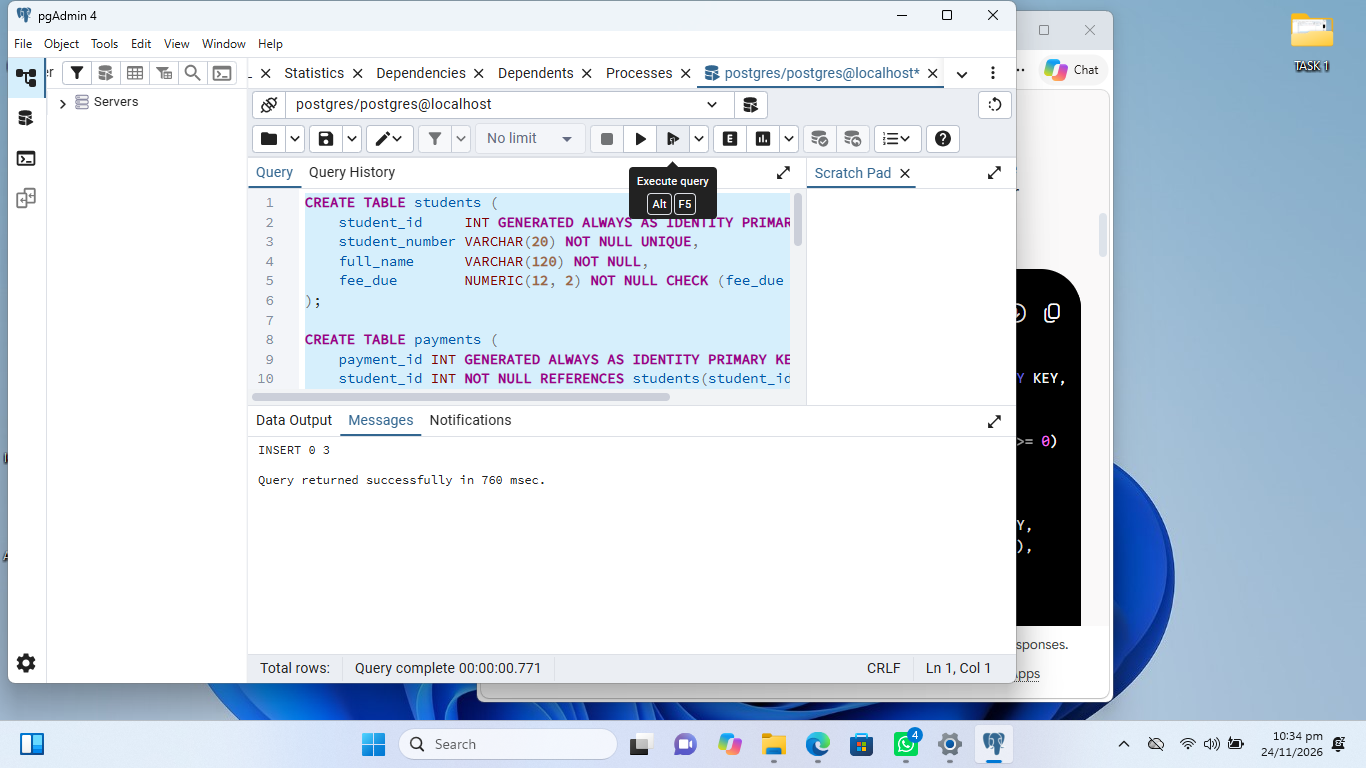 pgAdmin 4
File Object Tools Edit View Window Help
Statistics Dependencies Dependents Processes postgres/postgres@localhost*
Servers
postgres/postgres@localhost
No limit
E
Query Query History
Execute query
Alt F5
Scratch Pad
1 CREATE TABLE students (
2 student_id INT GENERATED ALWAYS AS IDENTITY PRIMAR
3 student_number VARCHAR(20) NOT NULL UNIQUE,
4 full_name VARCHAR(120) NOT NULL,
5 fee_due NUMERIC(12, 2) NOT NULL CHECK (fee_due
6 );
7
8 CREATE TABLE payments (
9 payment_id INT GENERATED ALWAYS AS IDENTITY PRIMARY KE
10 student_id INT NOT NULL REFERENCES students(student_id
Data Output Messages Notifications
INSERT 0 3
Query returned successfully in 760 msec.
Total rows: Query complete 00:00:00.771 CRLF Ln 1, Col 1
Chat
Y KEY,
>= 0)
Y,
),
sponses.
Apps
TASK 1
Search
4
10:34 pm
24/11/2026